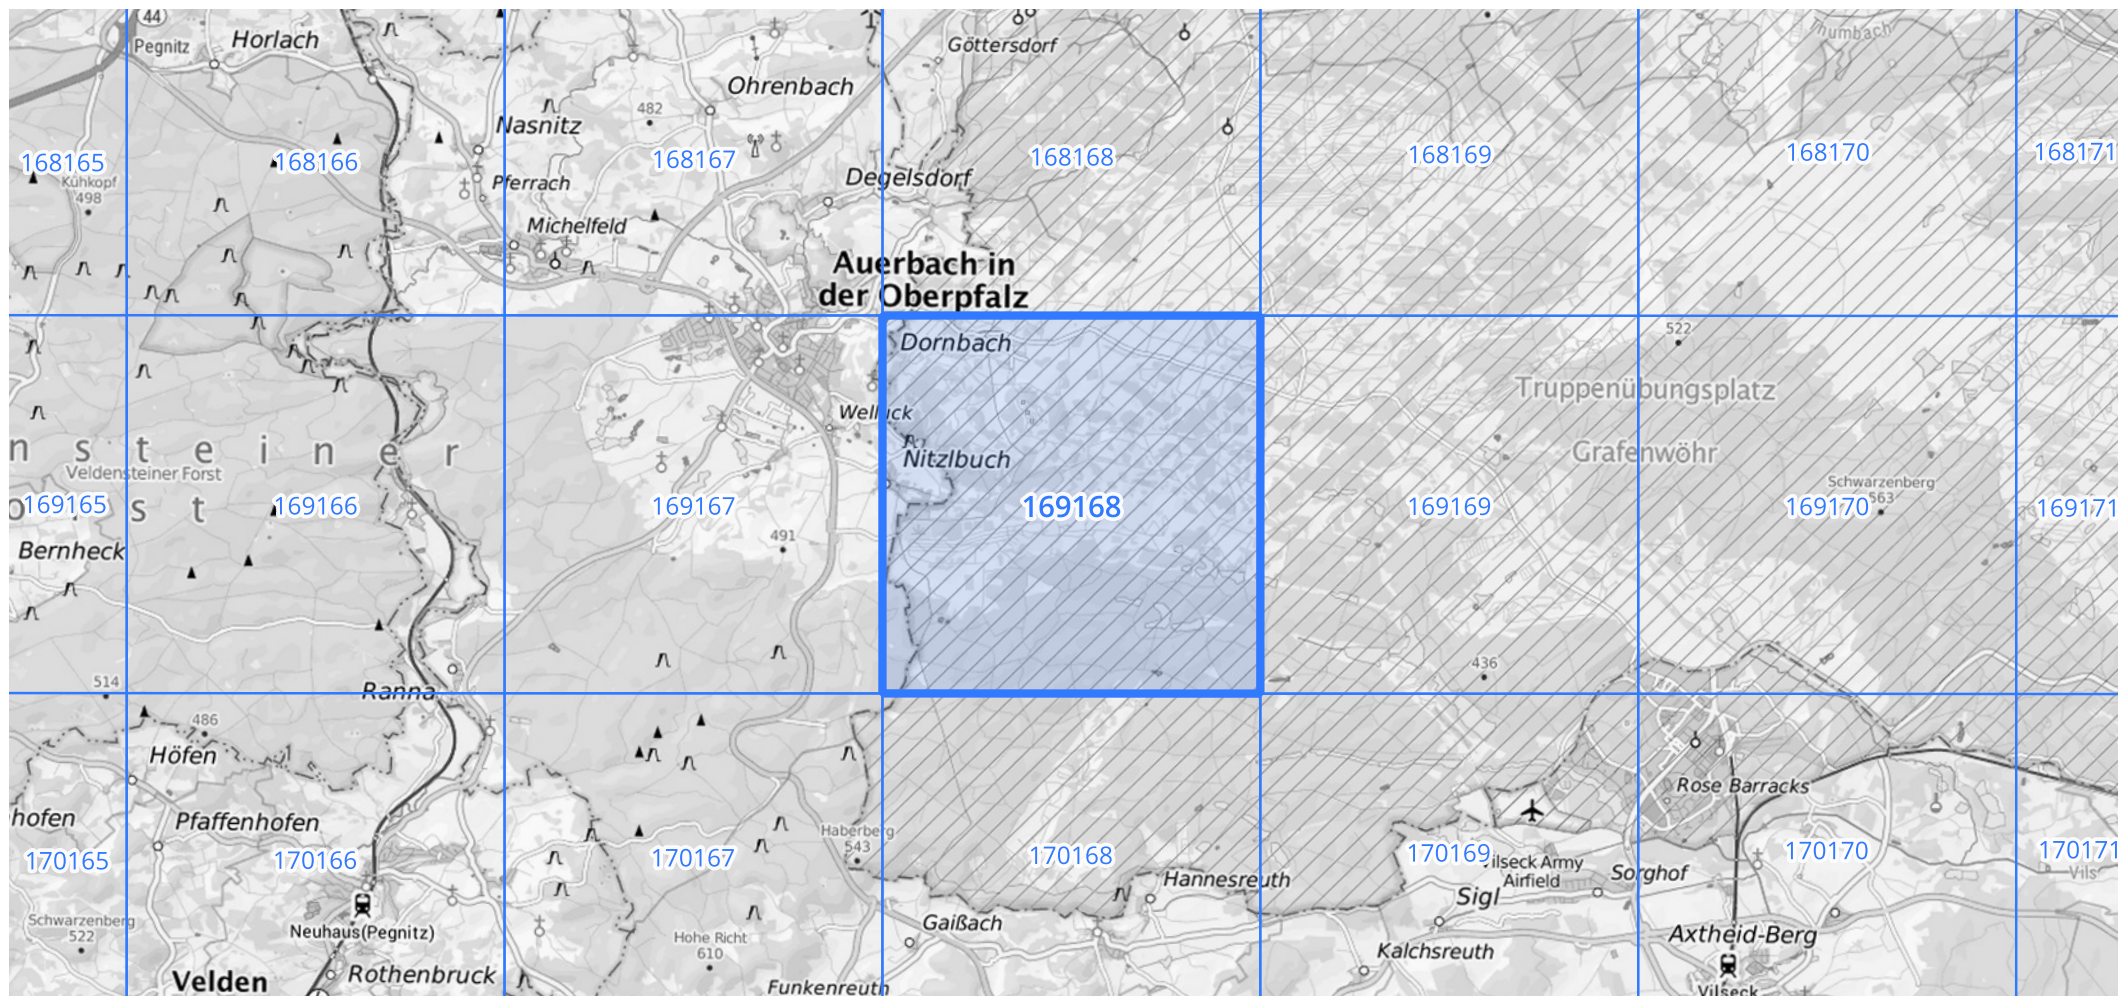 44
Pegnitz
Horlach
Göttersdorf
Thumbach
Ohrenbach
482
Nasnitz
168165
168166
168167
168168
168169
168170
168171
Kühkopf
498
Pferrach
Degelsdorf
Michelfeld
Auerbach in
der Oberpfalz
522
Dornbach
Truppenübungsplatz
Welluck
n s t e i n e r
Veldensteiner Forst
Nitzlbuch
Grafenwöhr
Schwarzenberg
563
169165
169166
169167
169168
169169
169170
169171
o s t
Bernheck
491
436
514
Ranna
486
Höfen
Rose Barracks
hofen
Pfaffenhofen
Haberberg
543
170165
170166
170167
170168
170169
170170
170171
ilseck Army
Airfield
Vils
Hannesreuth
Sorghof
Sigl
Schwarzenberg
522
Neuhaus(Pegnitz)
Gaißach
Hohe Richt
610
Kalchsreuth
Axtheid-Berg
Velden
Rothenbruck
Funkenreuth
Vilseck